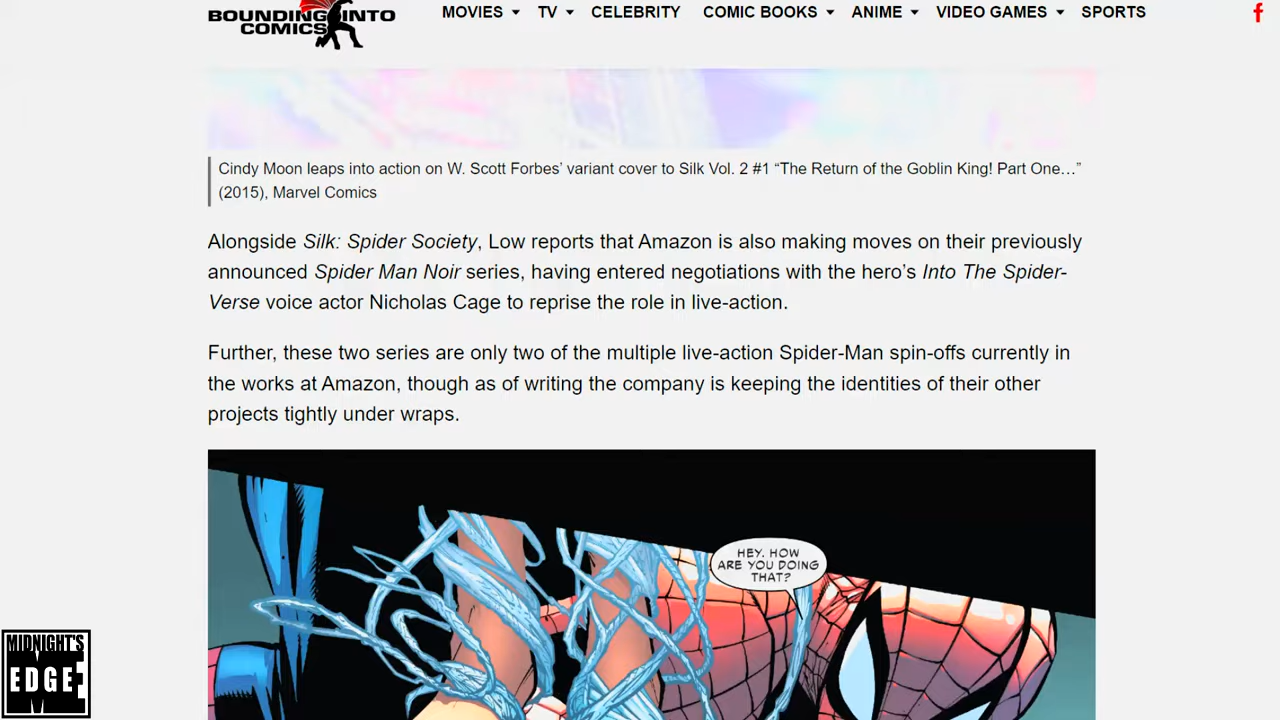 BOUNDING INTO
COMICS
MOVIES TV CELEBRITY COMIC BOOKS ANIME VIDEO GAMES SPORTS
Cindy Moon leaps into action on W. Scott Forbes’ variant cover to Silk Vol. 2 #1 “The Return of the Goblin King! Part One…”
(2015), Marvel Comics
Alongside Silk: Spider Society, Low reports that Amazon is also making moves on their previously
announced Spider Man Noir series, having entered negotiations with the hero’s Into The Spider-
Verse voice actor Nicholas Cage to reprise the role in live-action.
Further, these two series are only two of the multiple live-action Spider-Man spin-offs currently in
the works at Amazon, though as of writing the company is keeping the identities of their other
projects tightly under wraps.
HEY. HOW
ARE YOU DOING
THAT?
MIDNIGHT'S
EDGE